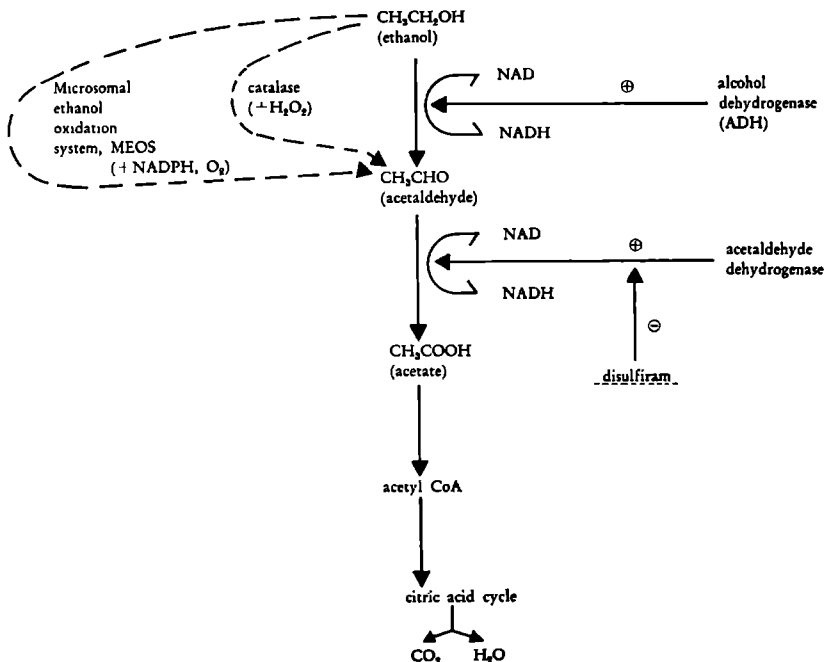 CH₃CH₂OH
(ethanol)
Microsomal
ethanol
oxidation
system, MEOS
(+NADPH, O₂)
catalase
(+H₂O₂)
NAD
NADH
⊕
alcohol
dehydrogenase
(ADH)
CH₃CHO
(acetaldehyde)
NAD
NADH
⊕
acetaldehyde
dehydrogenase
⊖
disulfiram
CH₃COOH
(acetate)
acetyl CoA
citric acid cycle
CO₂
H₂O